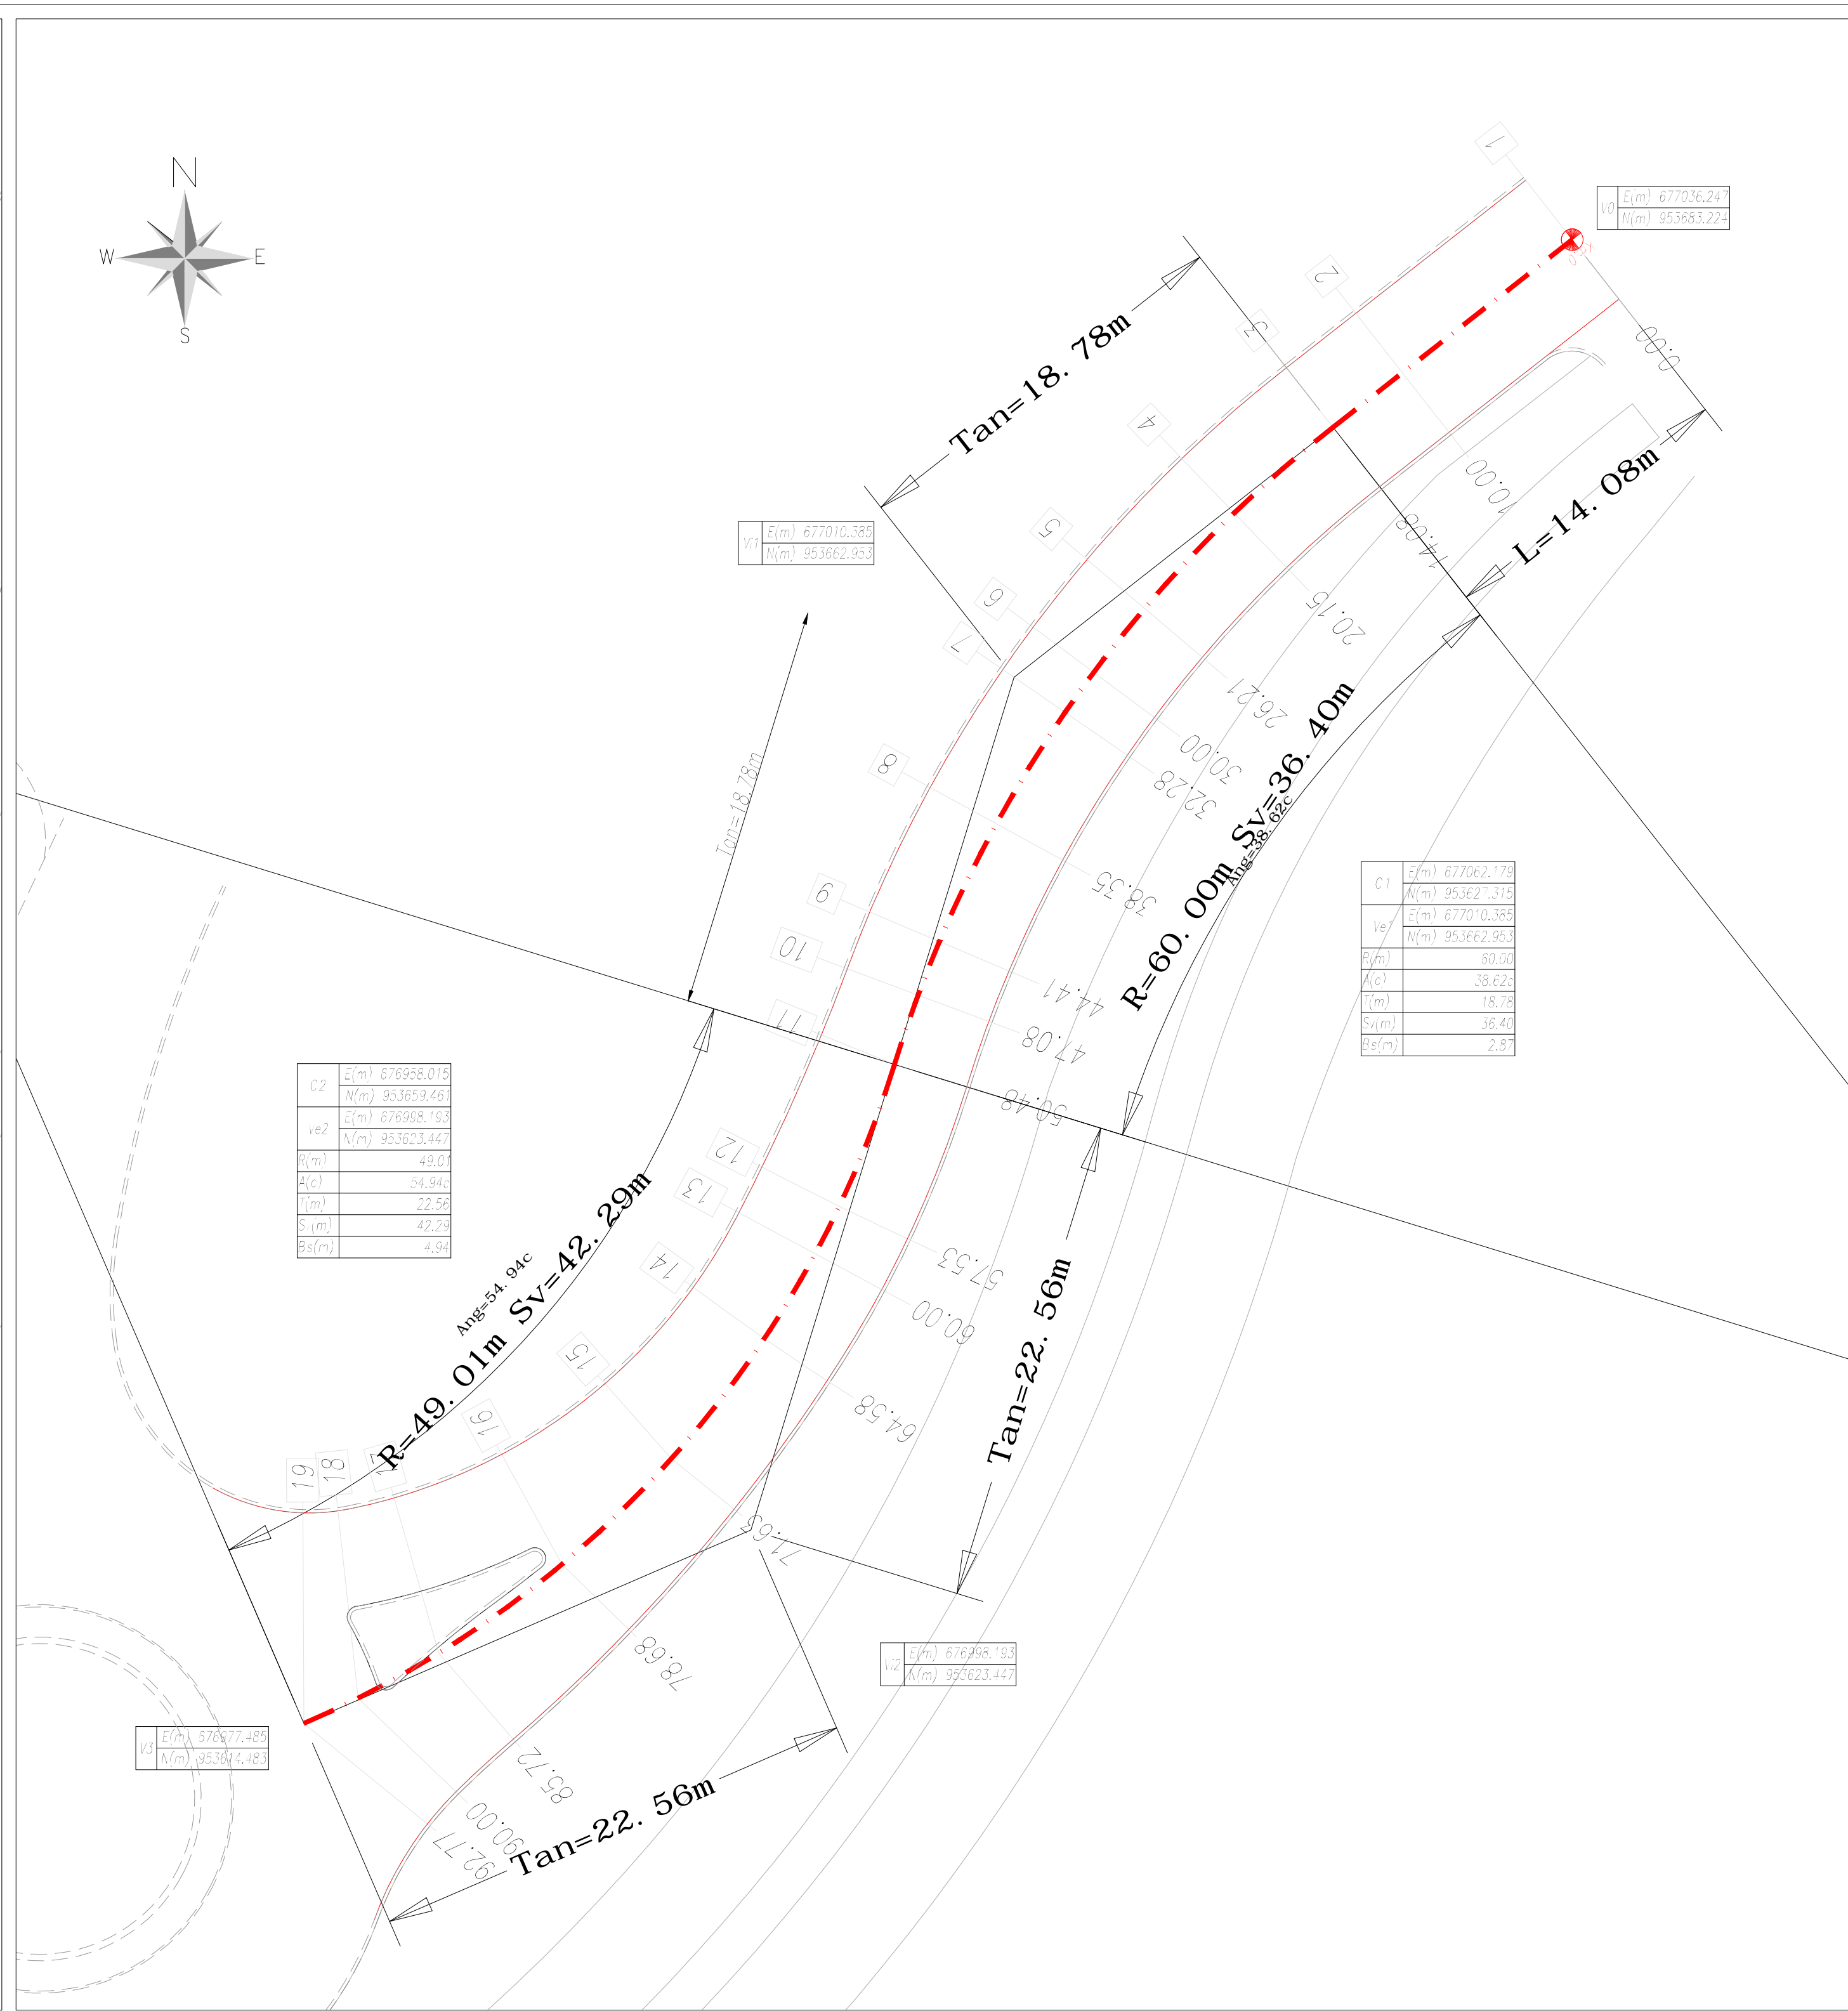 N
W
E
S
1
V0
E(m) 677036.247
N(m) 953683.224
2
3
0.00
Tan=18. 78m
4
10.00
L=14. 08m
14.08
5
Vi1
E(m) 677010.385
N(m) 953662.953
6
20.15
7
26.21
30.00
32.28
8
Tan=18.78m
R=60. 00m Sv=36. 40m
Ang=38. 62c
38.35
9
C1
E(m) 677062.179
N(m) 953627.315
Ve1
E(m) 677010.385
N(m) 953662.953
R(m) 60.00
A(c) 38.62c
T(m) 18.78
Sv(m) 36.40
Bs(m) 2.87
10
44.41
11
47.08
50.48
C2
E(m) 676958.015
N(m) 953659.461
ve2
E(m) 676998.193
N(m) 953623.447
R(m) 49.01
A(c) 54.94c
T(m) 22.56
S.(m) 42.29
Bs(m) 4.94
12
13
14
57.53
60.00
Ang=54. 94c
R=49. 01m Sv=42. 29m
Tan=22. 56m
15
64.58
16
17
18
19
71.63
78.68
Vi2
E(m) 676998.193
N(m) 953623.447
V3
E(m) 676977.485
N(m) 953614.483
85.72
90.00
92.77
Tan=22. 56m